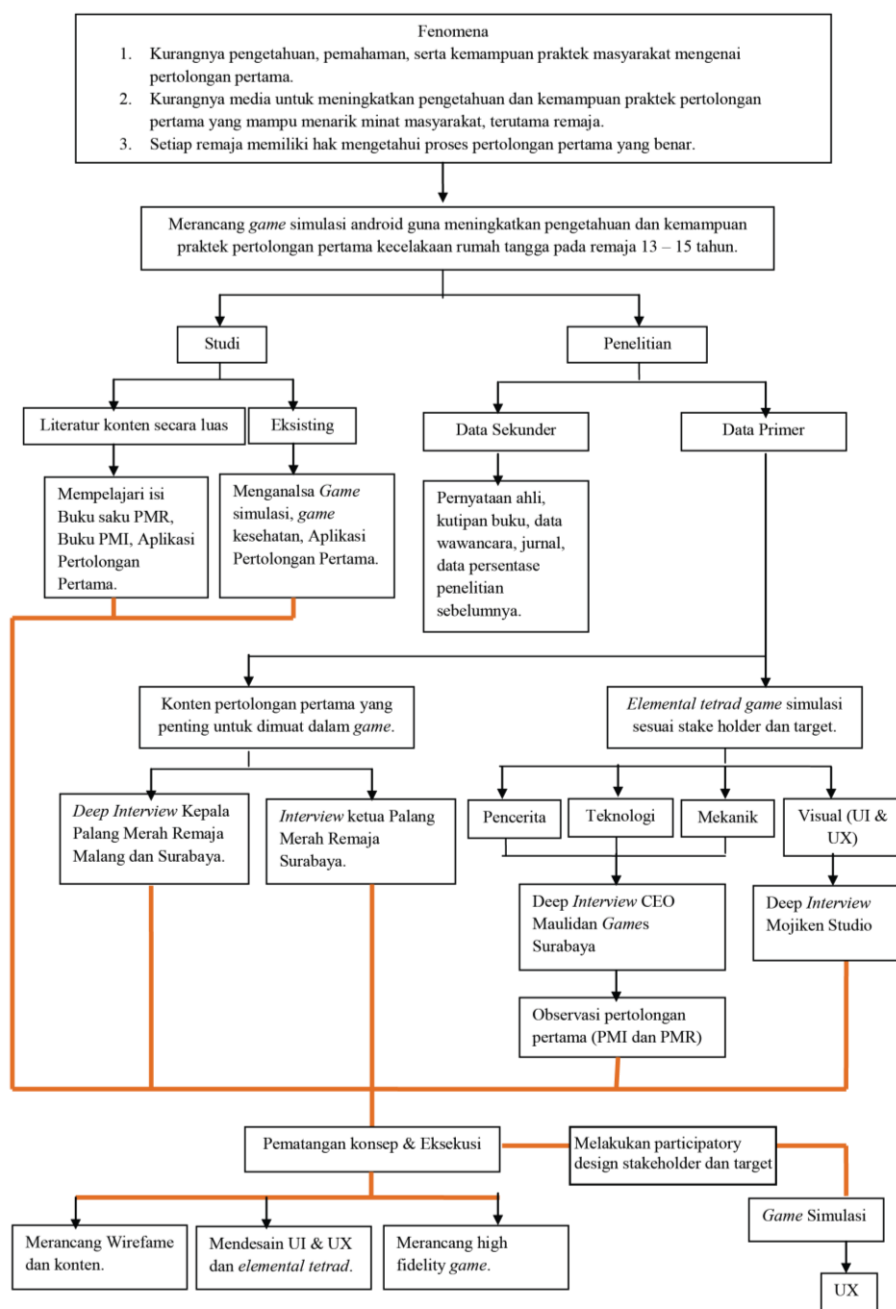 Fenomena
1. Kurangnya pengetahuan, pemahaman, serta kemampuan praktek masyarakat mengenai
pertolongan pertama.
2. Kurangnya media untuk meningkatkan pengetahuan dan kemampuan praktek pertolongan
pertama yang mampu menarik minat masyarakat, terutama remaja.
3. Setiap remaja memiliki hak mengetahui proses pertolongan pertama yang benar.
Merancang game simulasi android guna meningkatkan pengetahuan dan kemampuan
praktek pertolongan pertama kecelakaan rumah tangga pada remaja 13 – 15 tahun.
Studi
Penelitian
Literatur konten secara luas
Eksisting
Data Sekunder
Data Primer
Mempelajari isi
Buku saku PMR,
Buku PMI, Aplikasi
Pertolongan
Pertama.
Menganalsa Game
simulasi, game
kesehatan, Aplikasi
Pertolongan Pertama.
Pernyataan ahli,
kutipan buku, data
wawancara, jurnal,
data persentase
penelitian
sebelumnya.
Konten pertolongan pertama yang
penting untuk dimuat dalam game.
Elemental tetrad game simulasi
sesuai stake holder dan target.
Deep Interview Kepala
Palang Merah Remaja
Malang dan Surabaya.
Interview ketua Palang
Merah Remaja
Surabaya.
Pencerita
Teknologi
Mekanik
Visual (UI &
UX)
Deep Interview CEO
Maulidan Games
Surabaya
Deep Interview
Mojiken Studio
Observasi pertolongan
pertama (PMI dan PMR)
Pematangan konsep & Eksekusi
Melakukan participatory
design stakeholder dan target
Game Simulasi
UX
Merancang Wirefame
dan konten.
Mendesain UI & UX
dan elemental tetrad.
Merancang high
fidelity game.